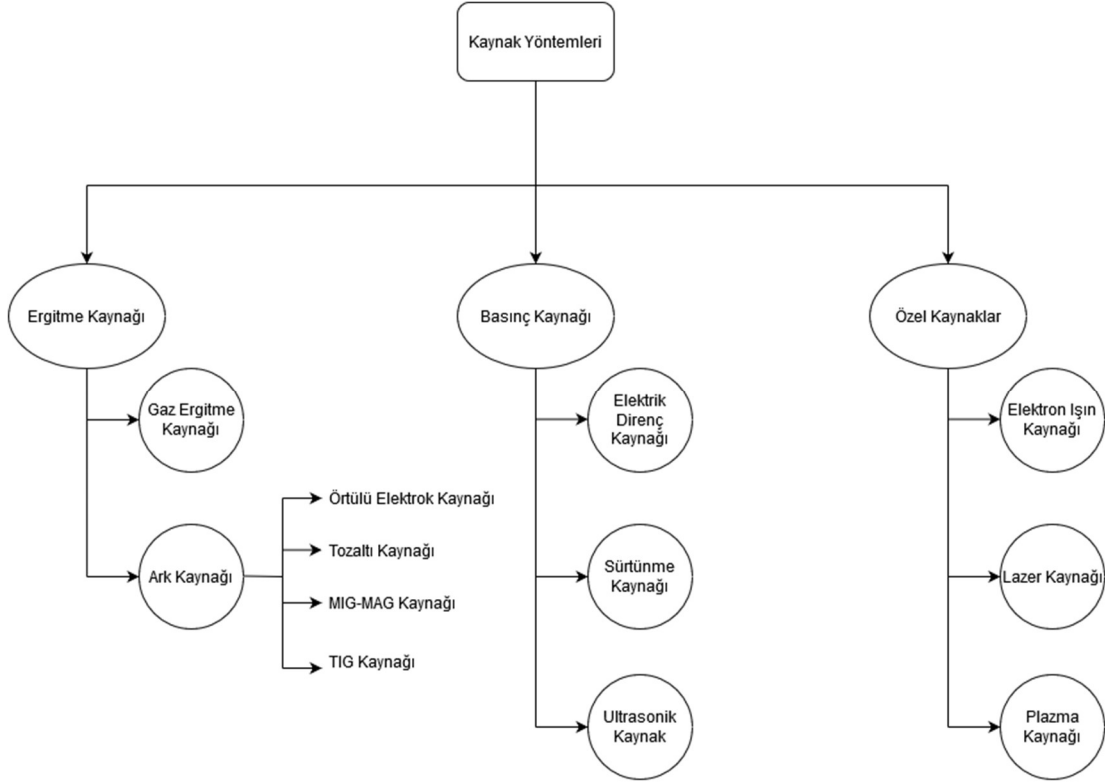 Kaynak Yöntemleri
Ergitme Kaynağı
Basınç Kaynağı
Özel Kaynaklar
Gaz Ergitme
Kaynağı
Elektrik
Direnç
Kaynağı
Elektron Işın
Kaynağı
Örtülü Elektrok Kaynağı
Tozaltı Kaynağı
Ark Kaynağı
MIG-MAG Kaynağı
TIG Kaynağı
Sürtünme
Kaynağı
Lazer Kaynağı
Ultrasonik
Kaynak
Plazma
Kaynağı